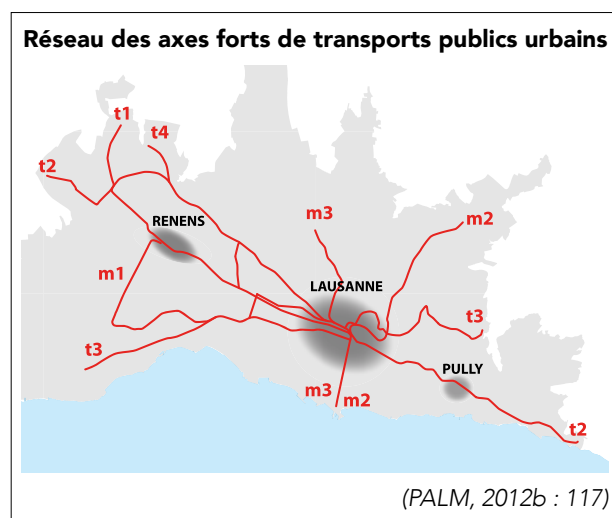 Réseau des axes forts de transports publics urbains
t1
t4
t2
m3
m2
RENENS
m1
LAUSANNE
t3
t3
PULLY
m3
m2
t2
(PALM, 2012b : 117)